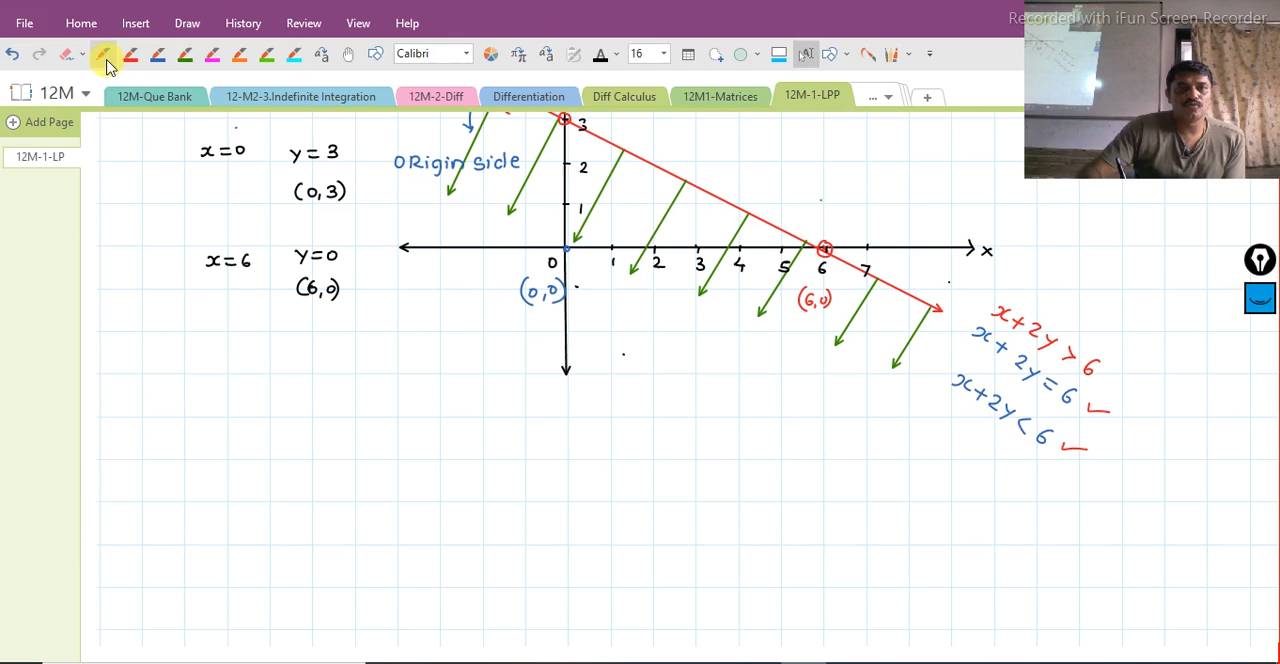 File Home Insert Draw History Review View Help
Recorded with iFun Screen Recorder
Calibri 16
12M 12M-Que Bank 12-M2-3.Indefinite Integration 12M-2-Diff Differentiation Diff Calculus 12M1-Matrices 12M-1-LPP ...
Add Page
12M-1-LP
x=0 y=3
(0,3)
x=6 y=0
(6,0)
ORigin side
3
2
1
0 1 2 3 4 5 6 7 x
(0,0)
(6,0)
x+2y>6
x+2y=6
x+2y<6